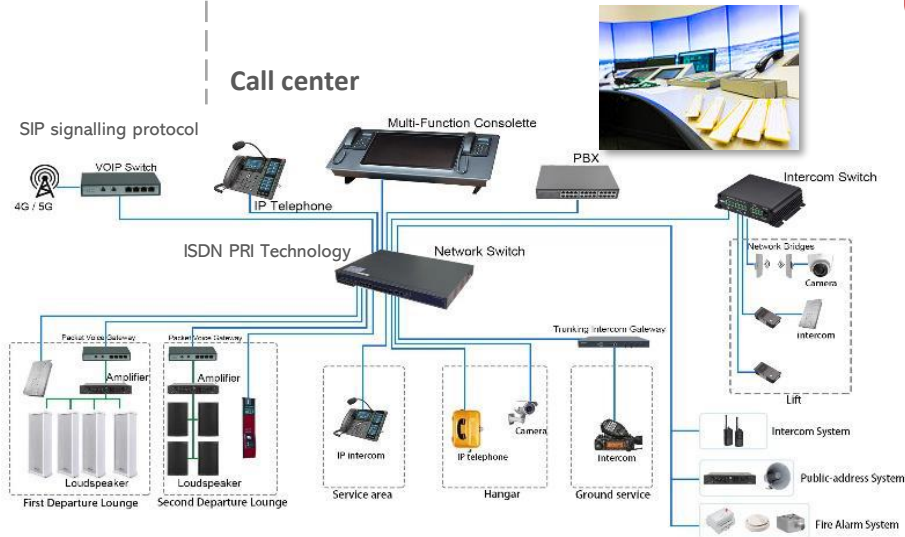 Call center
SIP signalling protocol
Multi-Function Consolette
VOIP Switch
PBX
Intercom Switch
4G / 5G
IP Telephone
ISDN PRI Technology
Network Switch
Network Bridges
Camera
Intercom
Lift
Packet Voice Gateway
Packet Voice Gateway
Trunking Intercom Gateway
Amplifier
Amplifier
Loudspeaker
Loudspeaker
First Departure Lounge
Second Departure Lounge
IP intercom
Service area
IP telephone
Camera
Hangar
Intercom
Ground service
Intercom System
Public-address System
Fire Alarm System